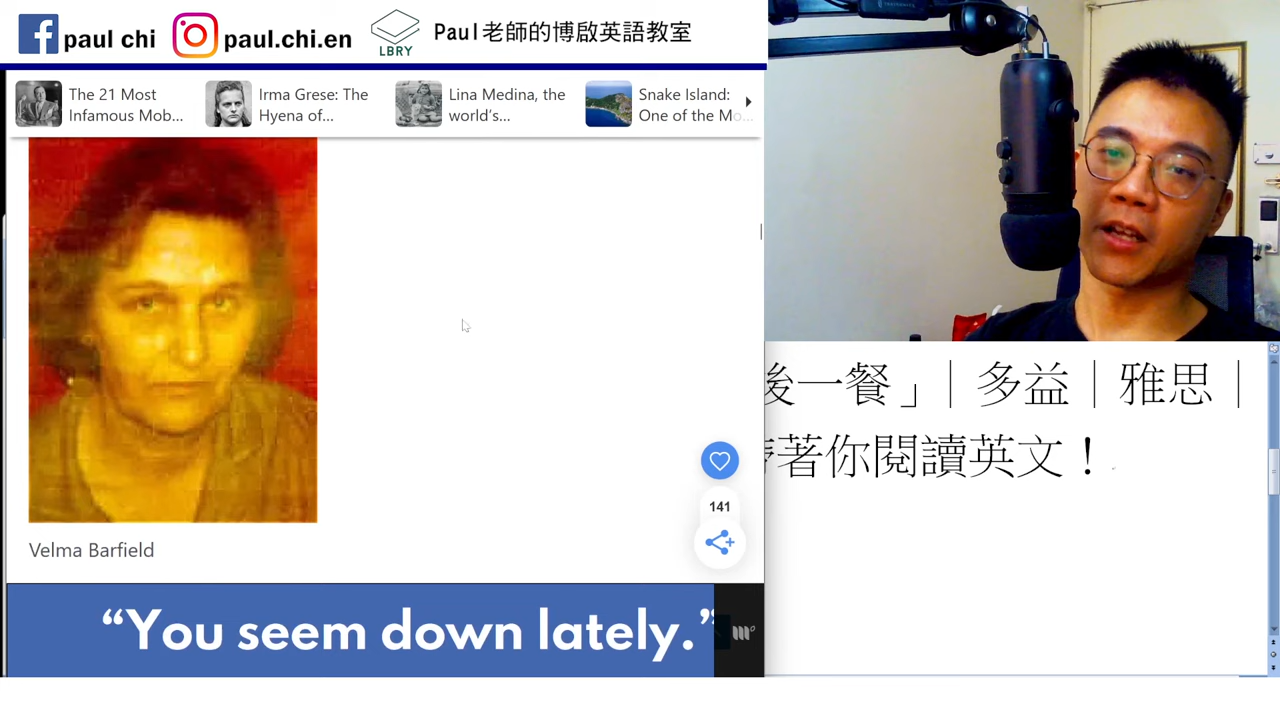 paul chi
paul.chi.en
LBRY
Paul老師的博啟英語教室
The 21 Most
Infamous Mob...
Irma Grese: The
Hyena of...
Lina Medina, the
world's...
Snake Island:
One of the Mo...
後一餐」｜多益｜雅思｜
著你閱讀英文！
141
Velma Barfield
“You seem down lately.”